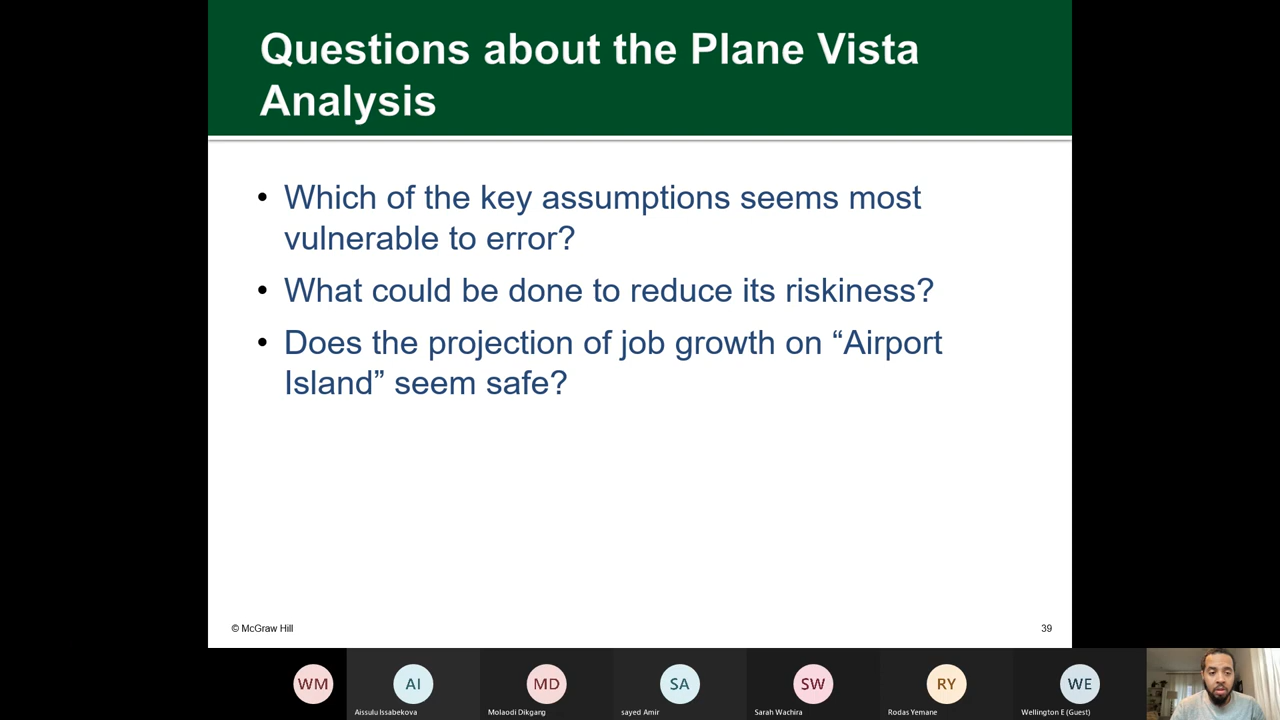 Questions about the Plane Vista
Analysis
• Which of the key assumptions seems most
vulnerable to error?
• What could be done to reduce its riskiness?
• Does the projection of job growth on “Airport
Island” seem safe?
© McGraw Hill
39
WM
AI
MD
SA
SW
RY
WE
Aissulu Issabekova
Molaodi Dikgang
sayed Amir
Sarah Wachira
Rodas Yemane
Wellington E (Guest)